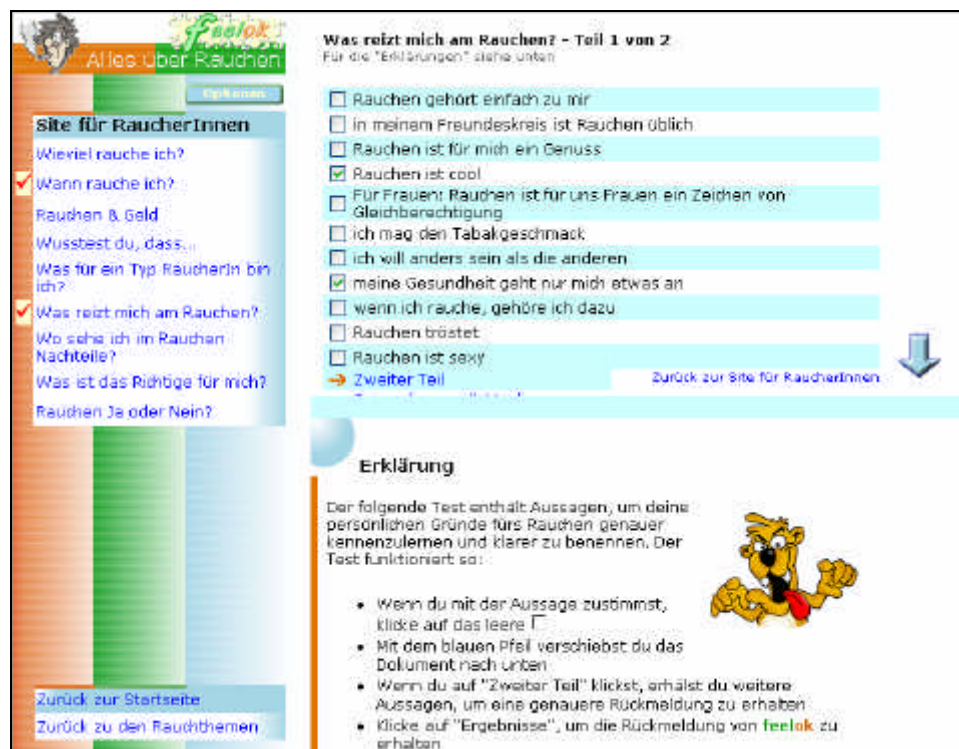 feelok
Alles über Rauchen
Optionen
Site für RaucherInnen
Wieviel rauche ich?
Wann rauche ich?
Rauchen & Geld
Wusstest du, dass...
Was für ein Typ RaucherIn bin
ich?
Was reizt mich am Rauchen?
Wo sehe ich im Rauchen
Nachteile?
Was ist das Richtige für mich?
Rauchen Ja oder Nein?
Zurück zur Startseite
Zurück zu den Rauchthemen
Was reizt mich am Rauchen? - Teil 1 von 2
Für die "Erklärungen" siehe unten
Rauchen gehört einfach zu mir
in meinem Freundeskreis ist Rauchen üblich
Rauchen ist für mich ein Genuss
Rauchen ist cool
Für Frauen: Rauchen ist für uns Frauen ein Zeichen von
Gleichberechtigung
ich mag den Tabakgeschmack
ich will anders sein als die anderen
meine Gesundheit geht nur mich etwas an
wenn ich rauche, gehöre ich dazu
Rauchen tröstet
Rauchen ist sexy
Zweiter Teil
Zurück zur Site für RaucherInnen
Erklärung
Der folgende Test enthält Aussagen, um deine
persönlichen Gründe fürs Rauchen genauer
kennenzulernen und klarer zu benennen. Der
Test funktioniert so:
• Wenn du mit der Aussage zustimmst,
klicke auf das leere
• Mit dem blauen Pfeil verschiebst du das
Dokument nach unten
• Wenn du auf "Zweiter Teil" klickst, erhälst du weitere
Aussagen, um eine genauere Rückmeldung zu erhalten
• Klicke auf "Ergebnisse", um die Rückmeldung von feelok zu
erhalten